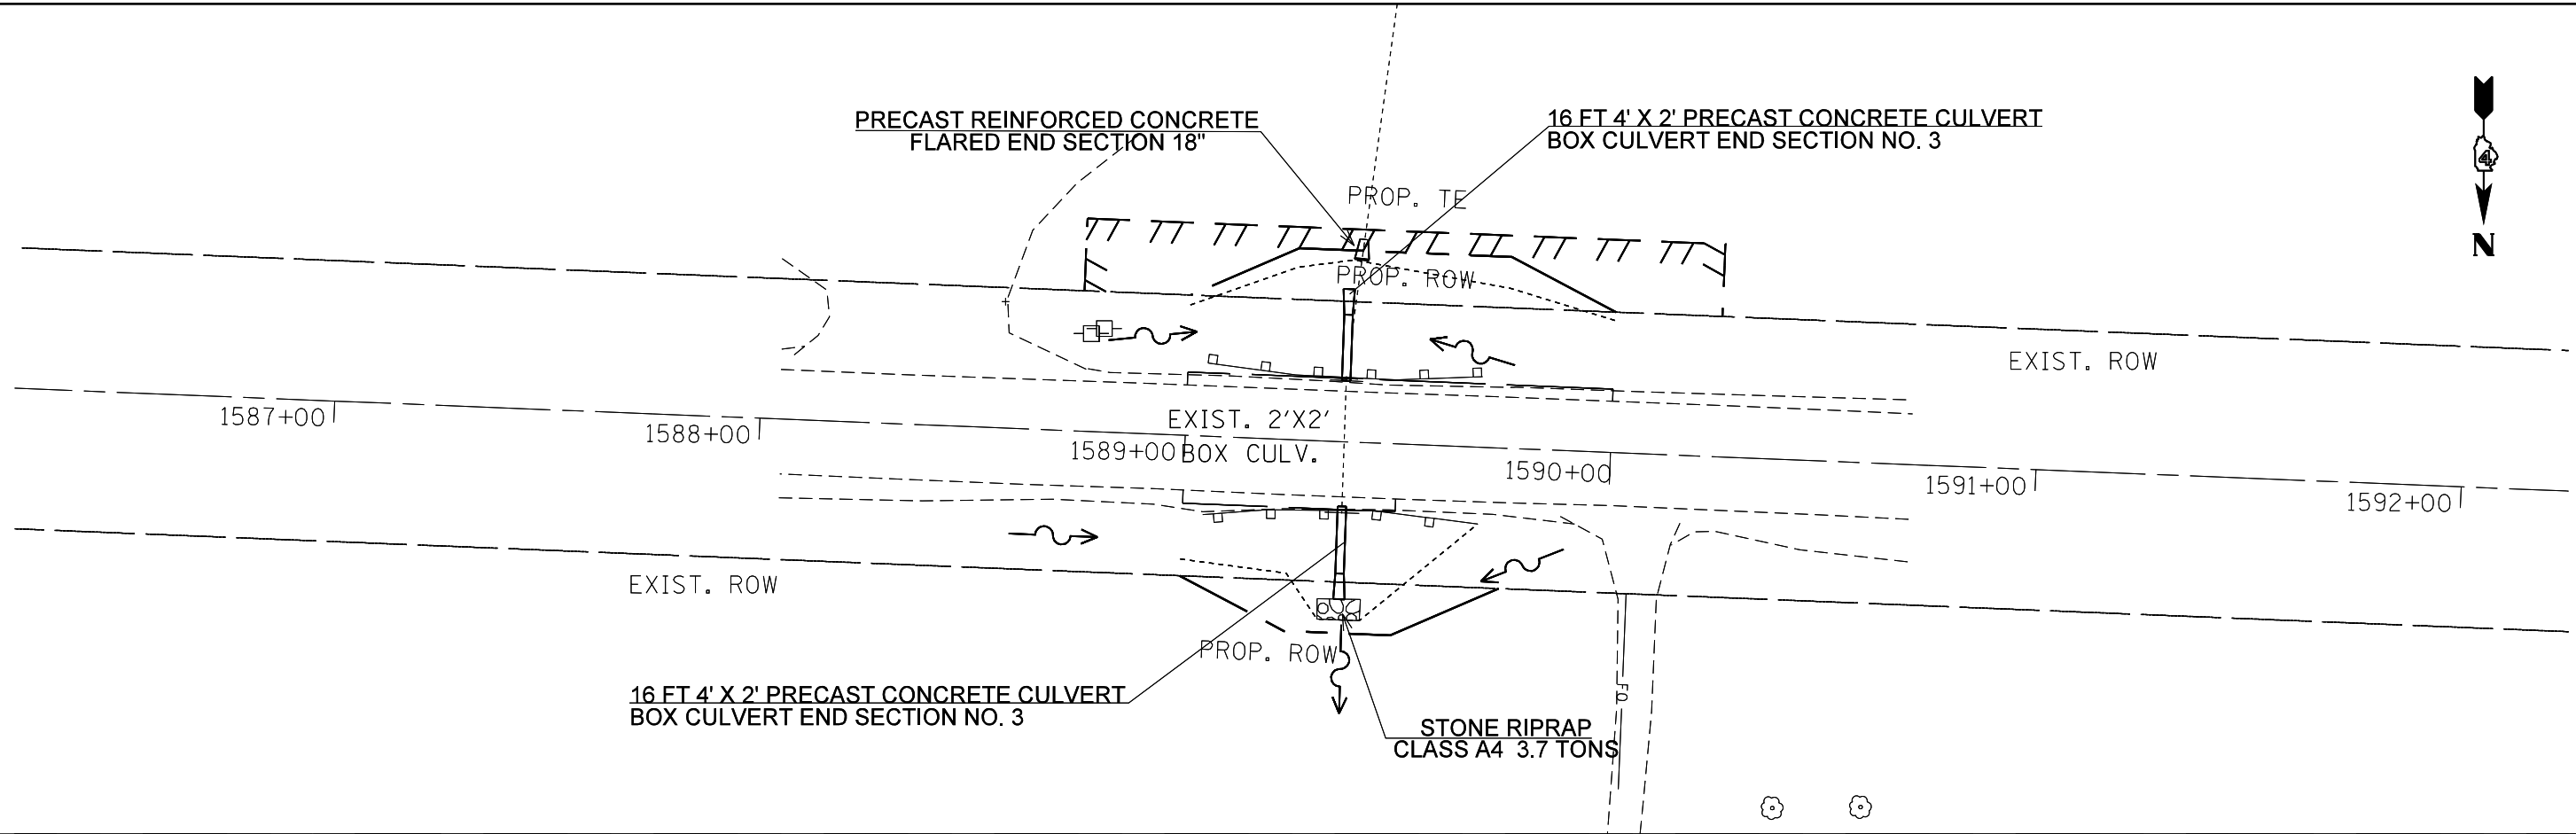 PRECAST REINFORCED CONCRETE
FLARED END SECTION 18"
16 FT 4' X 2' PRECAST CONCRETE CULVERT
BOX CULVERT END SECTION NO. 3
4
N
PROP. TE
PROP. ROW
EXIST. ROW
EXIST. 2'X2'
BOX CULV.
1587+00
1588+00
1589+00
1590+00
1591+00
1592+00
EXIST. ROW
PROP. ROW
16 FT 4' X 2' PRECAST CONCRETE CULVERT
BOX CULVERT END SECTION NO. 3
STONE RIPRAP
CLASS A4 3.7 TONS